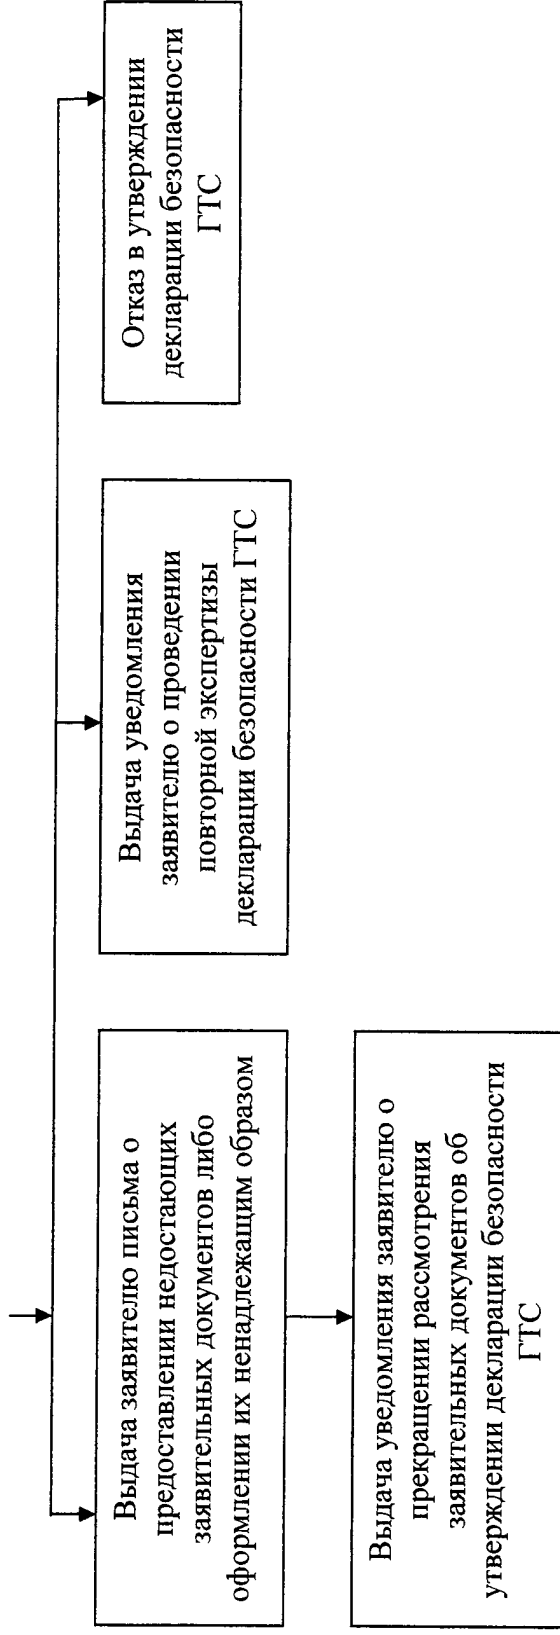 Выдача заявителю письма о
предоставлении недостающих
заявительных документов либо
оформлении их ненадлежащим образом
Выдача уведомления
заявителю о проведении
повторной экспертизы
декларации безопасности ГТС
Отказ в утверждении
декларации безопасности
ГТС
Выдача уведомления заявителю о
прекращении рассмотрения
заявительных документов об
утверждении декларации безопасности
ГТС